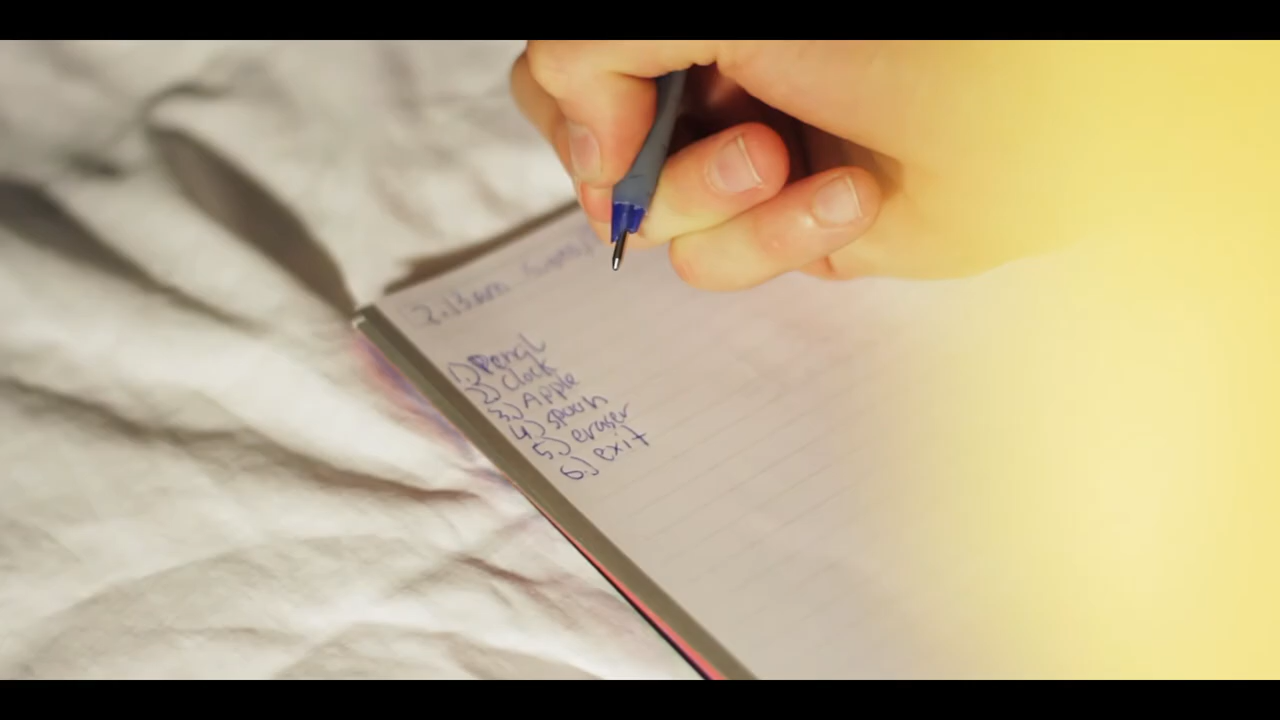 2.13am
1.) Pencil
2.) Clock
3.) Apple
4.) spoon
5.) eraser
6.) exit